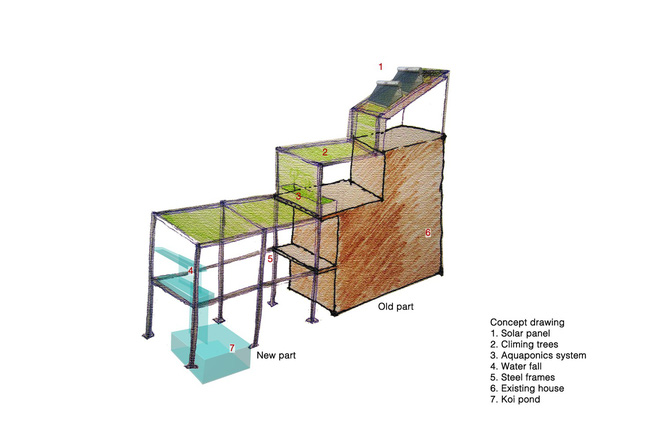 1
2
3
4
5
6
7
Old part
New part
Concept drawing
1. Solar panel
2. Climing trees
3. Aquaponics system
4. Water fall
5. Steel frames
6. Existing house
7. Koi pond